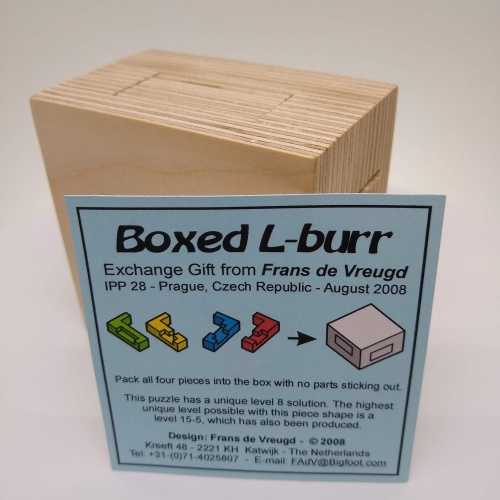 Boxed L-burr
Exchange Gift from Frans de Vreugd
IPP 28 - Prague, Czech Republic - August 2008
Pack all four pieces into the box with no parts sticking out.
This puzzle has a unique level 8 solution. The highest
unique level possible with this piece shape is a
level 15-5, which has also been produced.
Design: Frans de Vreugd - © 2008
Kreeft 48 - 2221 KH Katwijk - The Netherlands
Tel. +31-(0)71-4025807 - E-mail: FAdV@Bigfoot.com